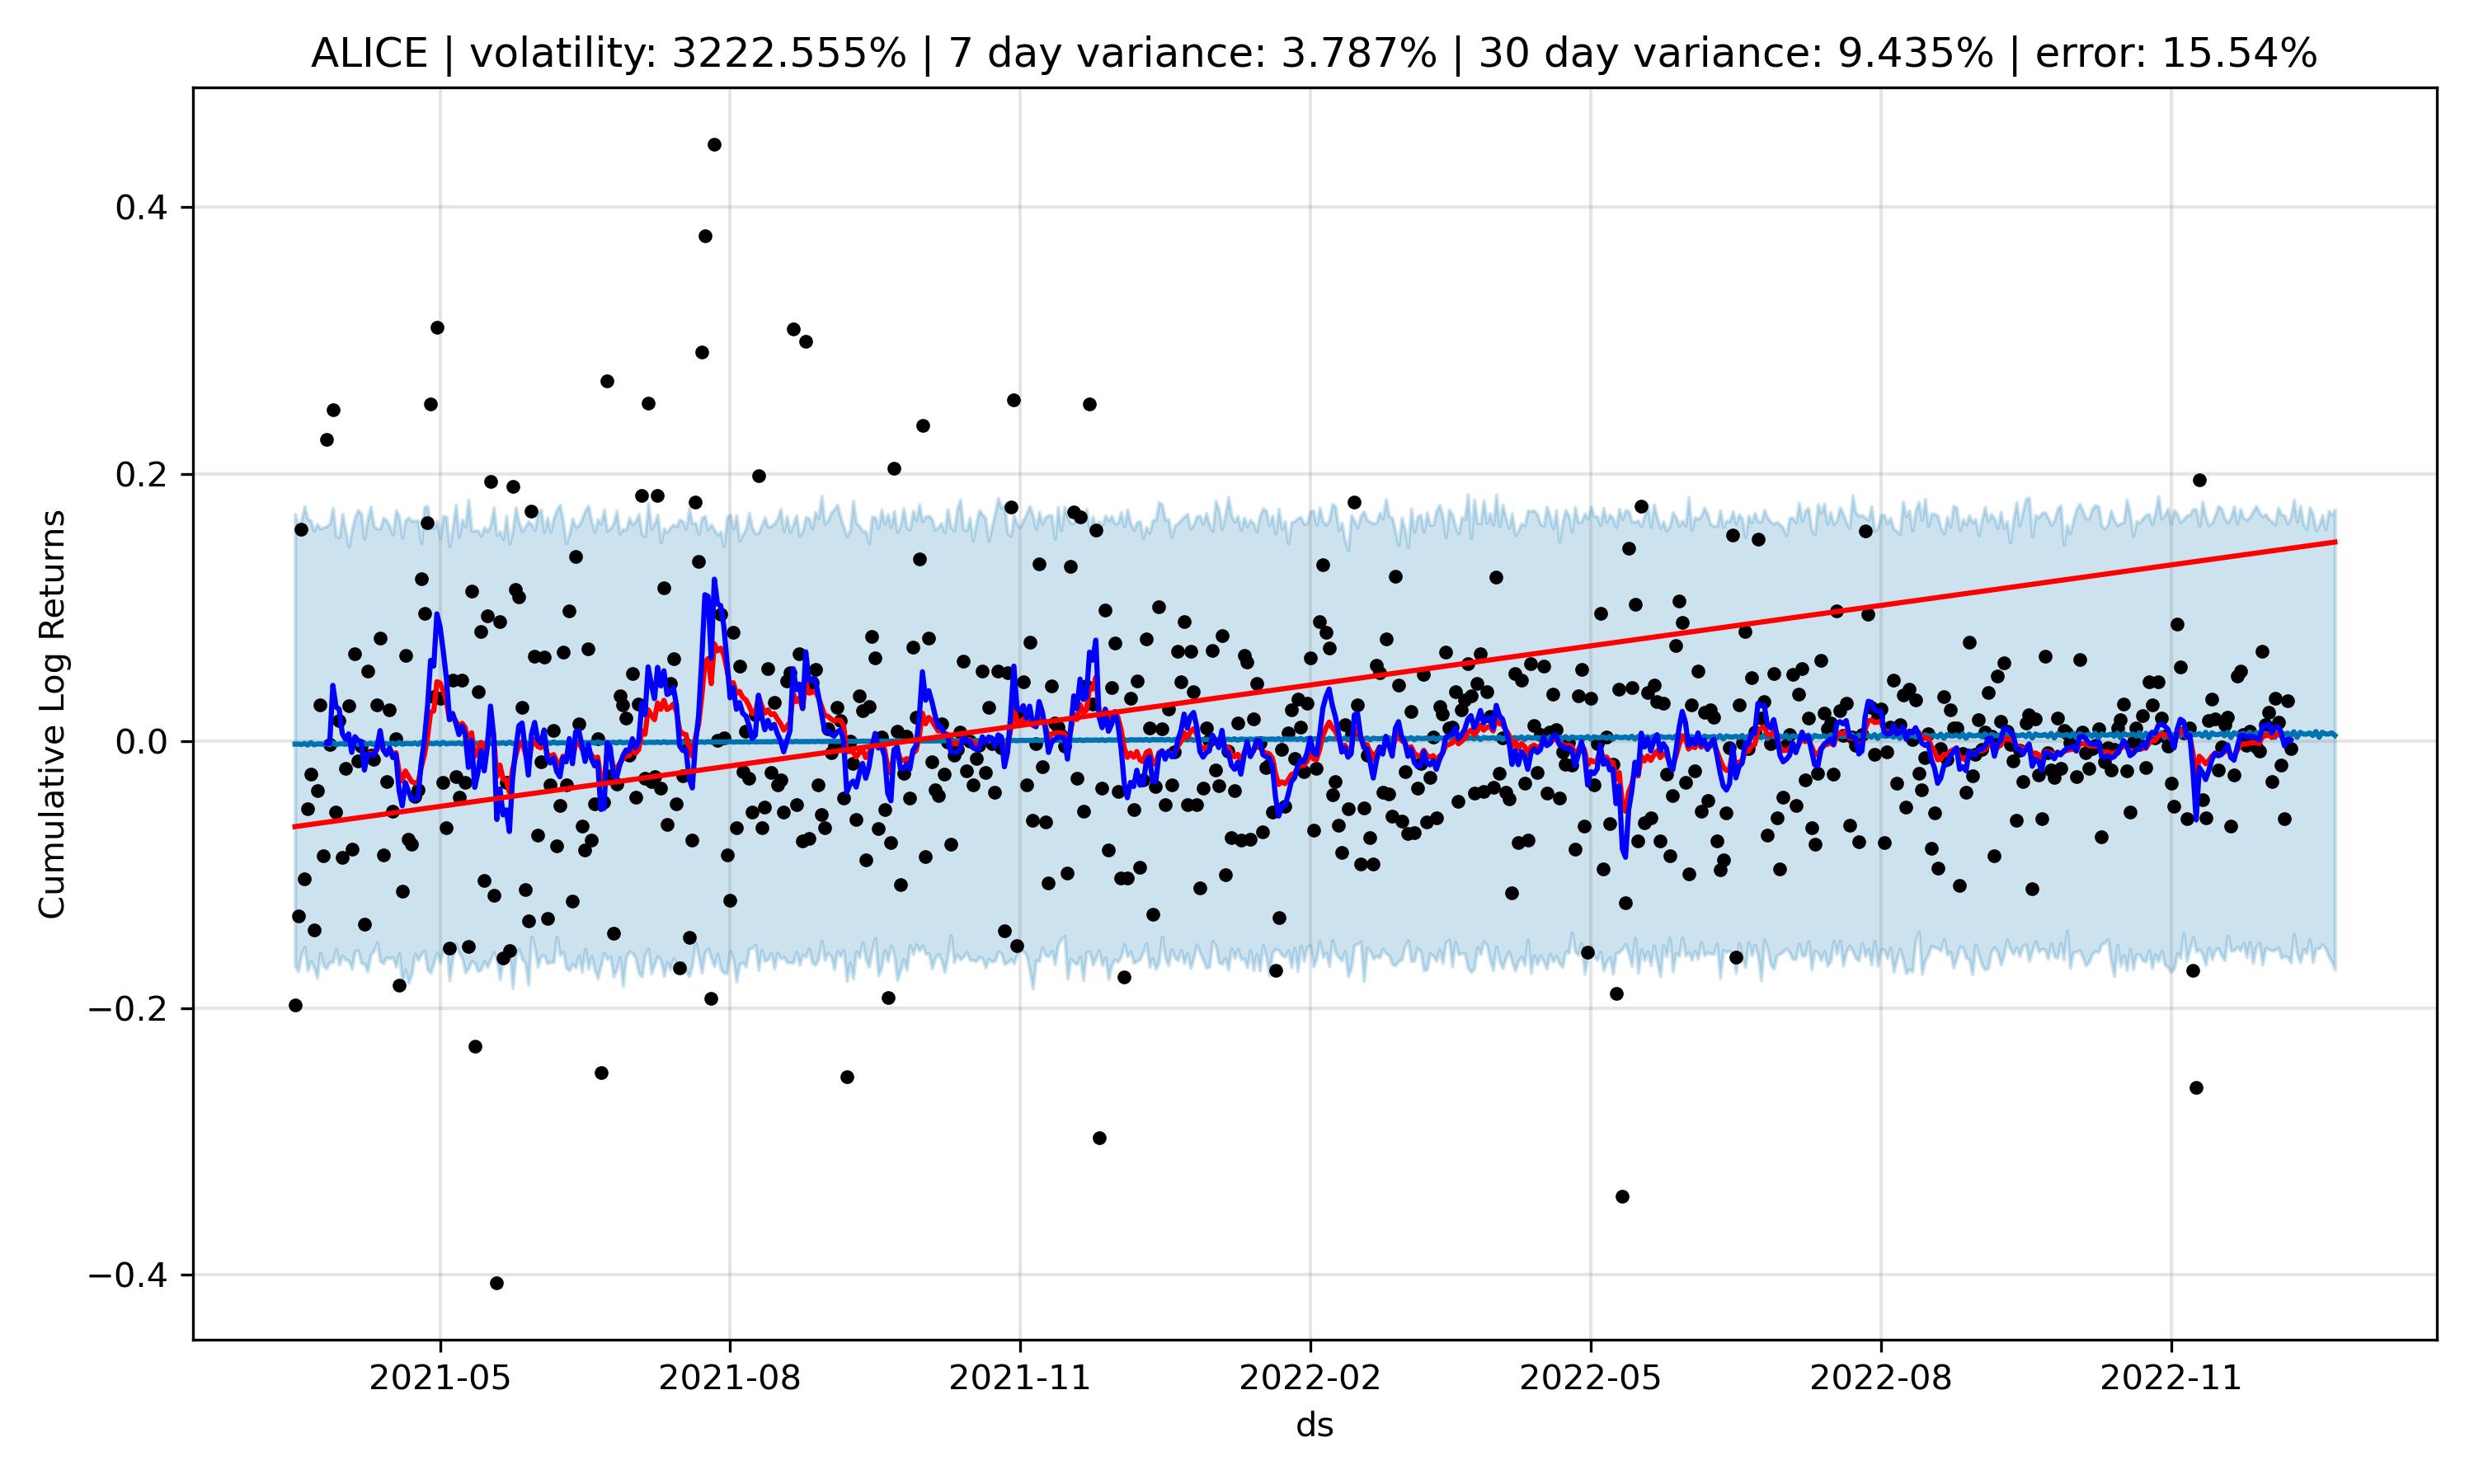 ALICE | volatility: 3222.555% | 7 day variance: 3.787% | 30 day variance: 9.435% | error: 15.54%
Cumulative Log Returns
0.4
0.2
0.0
−0.2
−0.4
2021-05 2021-08 2021-11 2022-02 2022-05 2022-08 2022-11
ds